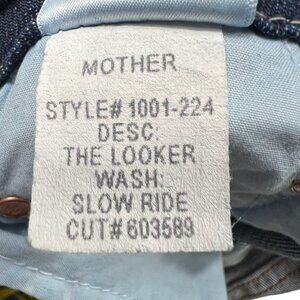 MOTHER
STYLE# 1001-224
DESC:
THE LOOKER
WASH:
SLOW RIDE
CUT# 603589